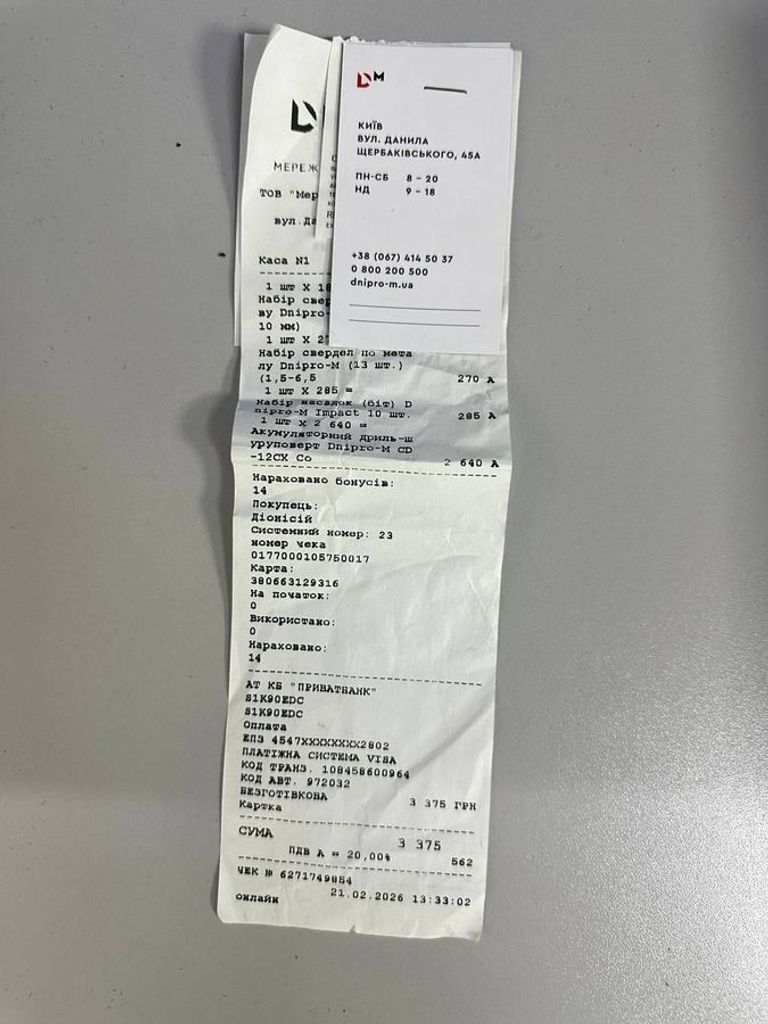 DM
КИЇВ
ВУЛ. ДАНИЛА
ЩЕРБАКІВСЬКОГО, 45А
ПН-СБ 8 – 20
НД 9 – 18
+38 (067) 414 50 37
0 800 200 500
dnipro-m.ua
МЕРЕЖ
ТОВ "Мер
вул.Да
Каса N1
1 шт X 18
Набір свер
ву Dnipro-
10 мм)
1 шт X 27
Набір свердел по мета
лу Dnipro-M (13 шт.)
(1,5-6,5 270 А
1 шт X 285 =
Набір насадок (біт) D
nipro-M Impact 10 шт. 285 А
1 шт X 2 640 =
Акумуляторний дриль-ш
уруповерт Dnipro-M CD
-12CX Co 2 640 А
Нараховано бонусів:
14
Покупець:
Діонісій
Системний номер: 23
номер чека
0177000105750017
Карта:
380663129316
На початок:
0
Використано:
0
Нараховано:
14
АТ КБ "ПРИВАТБАНК"
S1K90EDC
S1K90EDC
Оплата
ЕПЗ 4547XXXXXXXX2802
ПЛАТІЖНА СИСТЕМА VISA
КОД ТРАНЗ. 108458600964
КОД АВТ. 972032
БЕЗГОТІВКОВА 3 375 ГРН
Картка
СУМА 3 375
ПДВ А = 20,00% 562
ЧЕК № 6271749854
21.02.2026 13:33:02
онлайн